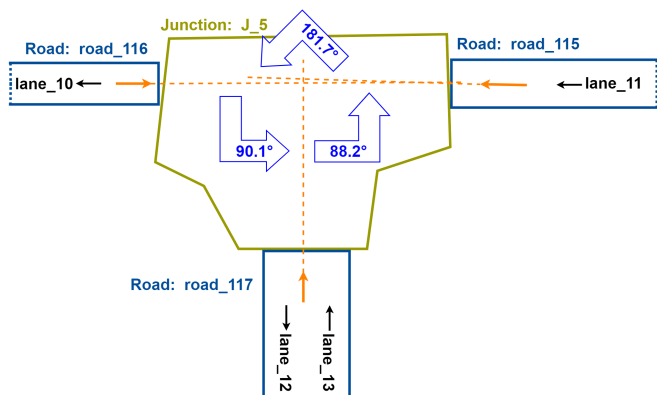 Junction: J_5
181.7°
Road: road_116
Road: road_115
lane_10
lane_11
90.1°
88.2°
Road: road_117
lane_12
lane_13